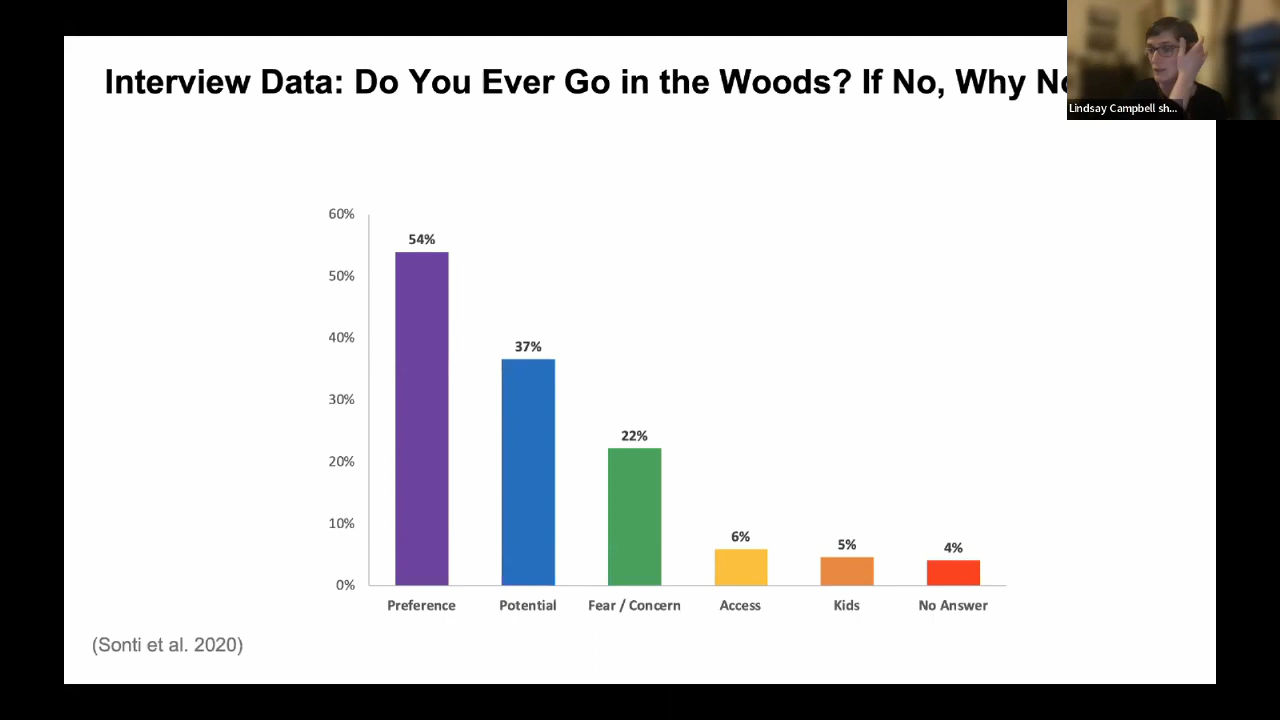 Interview Data: Do You Ever Go in the Woods? If No, Why
Lindsay Campbell sh...
60%
50%
40%
30%
20%
10%
0%
54%
37%
22%
6%
5%
4%
Preference
Potential
Fear / Concern
Access
Kids
No Answer
(Sonti et al. 2020)